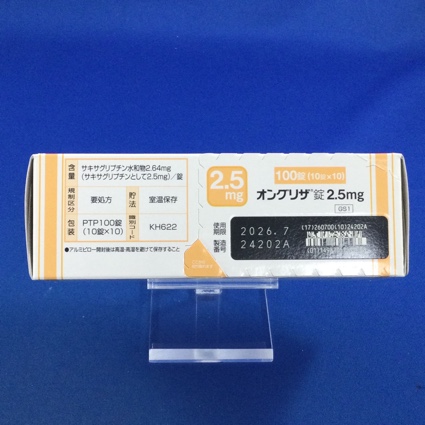 含量
サキサグリプチン水和物2.64mg
(サキサグリプチンとして2.5mg)/錠
規制区分
要処方
貯法
室温保存
包装
PTP100錠
(10錠×10)
識別コード
KH622
●アルミピロー開封後は高温・高湿を避けて保存すること
2.5
mg
100錠(10錠×10)
オングリザ®錠2.5mg
GS1
使用
期限
2026.7
製造
番号
24202A
(17)260700(10)24202A